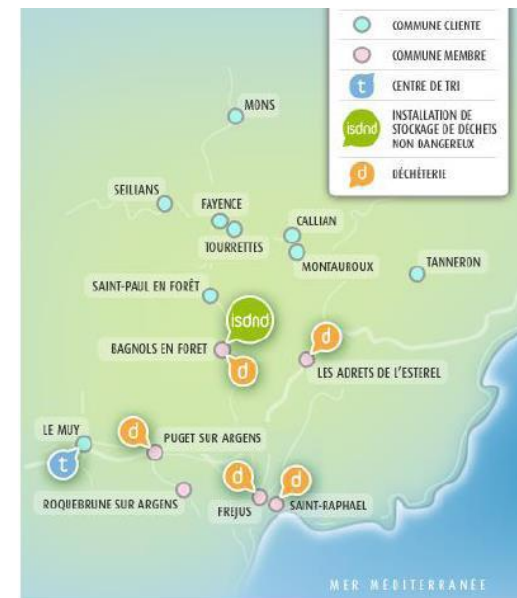 COMMUNE CLIENTE
COMMUNE MEMBRE
t
CENTRE DE TRI
isdnd
INSTALLATION DE
STOCKAGE DE DÉCHETS
NON DANGEREUX
d
DÉCHÈTERIE
MONS
SEILLANS
FAYENCE
TOURRETTES
CALLIAN
MONTAUROUX
TANNERON
SAINT-PAUL EN FORÊT
isdnd
BAGNOLS EN FORET
d
d
LES ADRETS DE L'ESTEREL
LE MUY
t
d
PUGET SUR ARGENS
ROQUEBRUNE SUR ARGENS
d
FREJUS
d
SAINT-RAPHAEL
MER MÉDITERRANÉE